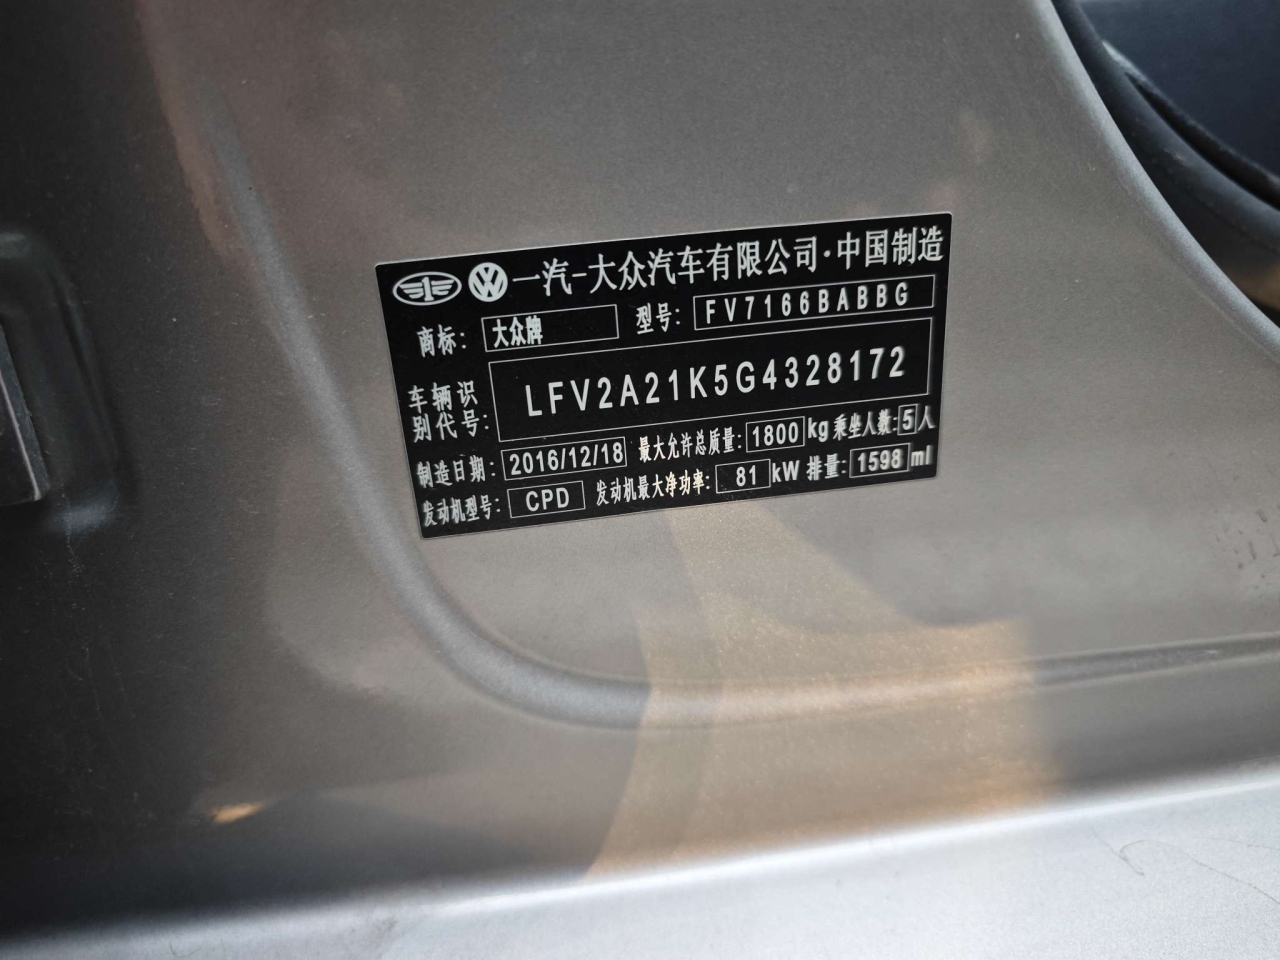 一汽-大众汽车有限公司·中国制造
商标: 大众牌 型号: FV7166BABBG
车辆识别代号: LFV2A21K5G4328172
制造日期: 2016/12/18 最大允许总质量: 1800 kg 乘坐人数: 5 人
发动机型号: CPD 发动机最大净功率: 81 kW 排量: 1598 ml